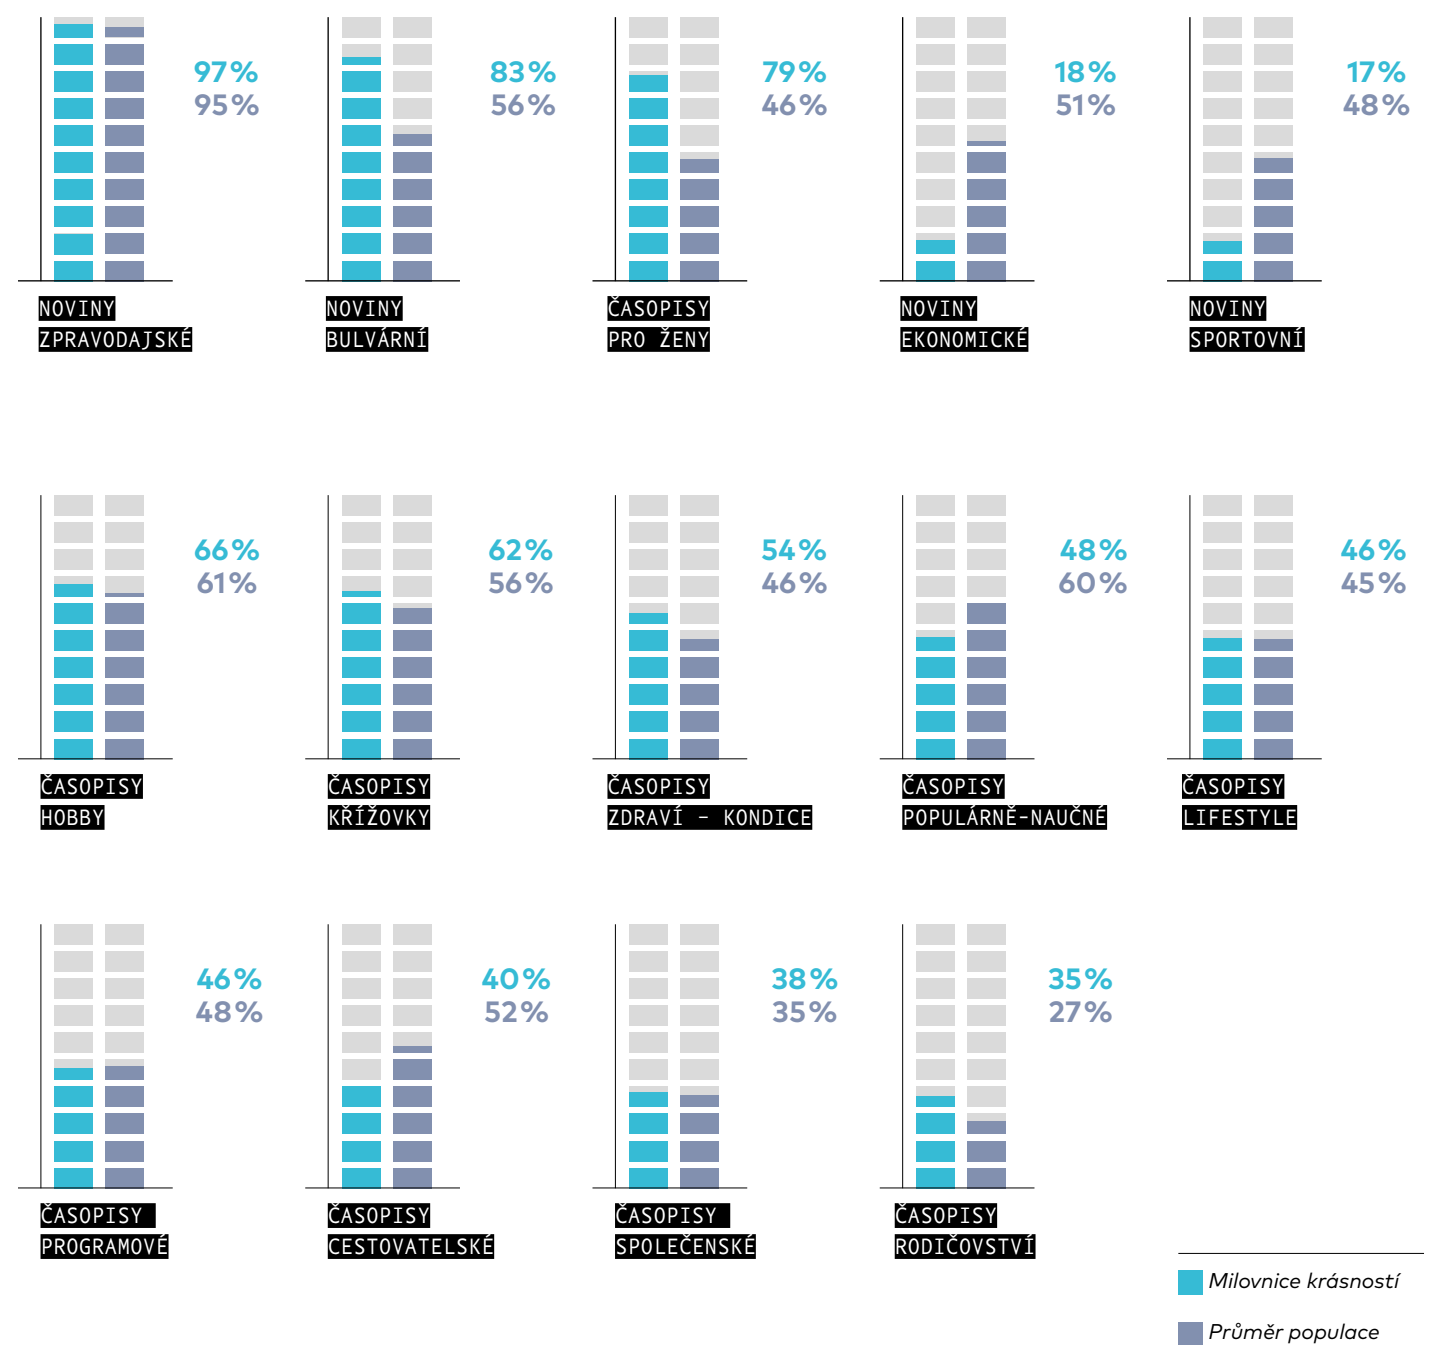 97%
95%
NOVINY
ZPRAVODAJSKÉ
83%
56%
NOVINY
BULVÁRNÍ
79%
46%
ČASOPISY
PRO ŽENY
18%
51%
NOVINY
EKONOMICKÉ
17%
48%
NOVINY
SPORTOVNÍ
66%
61%
ČASOPISY
HOBBY
62%
56%
ČASOPISY
KŘÍŽOVKY
54%
46%
ČASOPISY
ZDRAVÍ – KONDICE
48%
60%
ČASOPISY
POPULÁRNĚ-NAUČNÉ
46%
45%
ČASOPISY
LIFESTYLE
46%
48%
ČASOPISY
PROGRAMOVÉ
40%
52%
ČASOPISY
CESTOVATELSKÉ
38%
35%
ČASOPISY
SPOLEČENSKÉ
35%
27%
ČASOPISY
RODIČOVSTVÍ
Milovnice krásností
Průměr populace